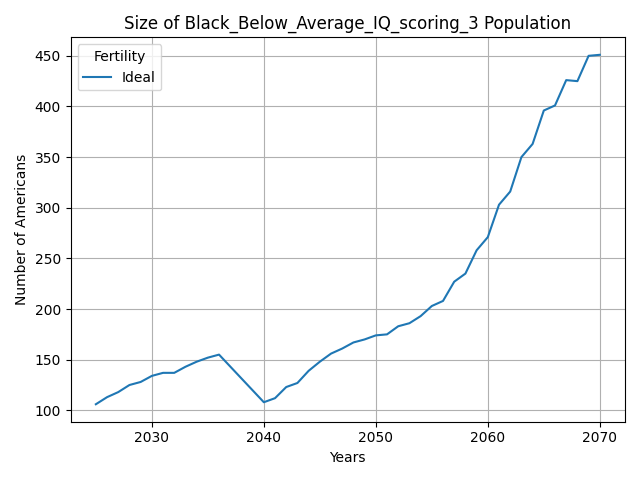 Size of Black_Below_Average_IQ_scoring_3 Population
Fertility
Ideal
Number of Americans
450
400
350
300
250
200
150
100
2030 2040 2050 2060 2070
Years